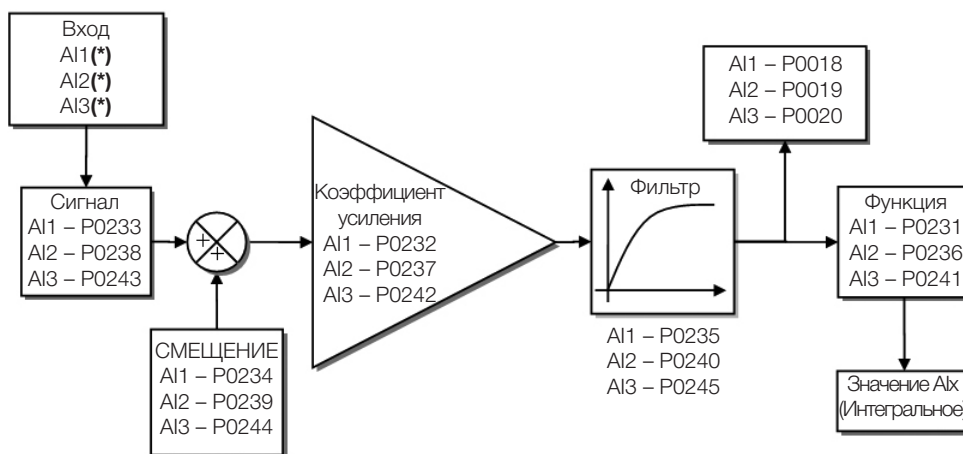 Вход
AI1(*)
AI2(*)
AI3(*)
Сигнал
AI1 – P0233
AI2 – P0238
AI3 – P0243
+
+
СМЕЩЕНИЕ
AI1 – P0234
AI2 – P0239
AI3 – P0244
Коэффициент
усиления
AI1 – P0232
AI2 – P0237
AI3 – P0242
Фильтр
AI1 – P0235
AI2 – P0240
AI3 – P0245
AI1 – P0018
AI2 – P0019
AI3 – P0020
Функция
AI1 – P0231
AI2 – P0236
AI3 – P0241
Значение AIx
(Интегральное)